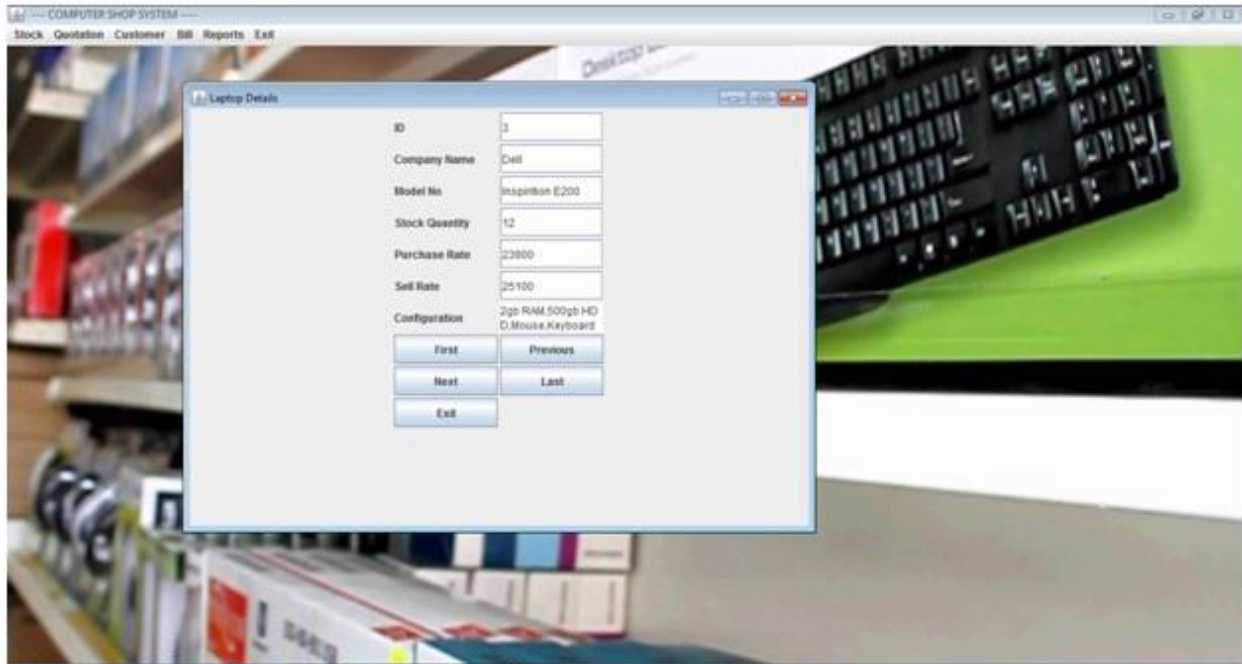 --- COMPUTER SHOP SYSTEM ----
Stock Quotation Customer Bill Reports Exit
Desktop
Laptop Details
ID 3
Company Name Dell
Model No Inspirition E200
Stock Quantity 12
Purchase Rate 23800
Sell Rate 25100
Configuration 2gb RAM,500gb HD
D,Mouse,Keyboard
First Previous
Next Last
Exit